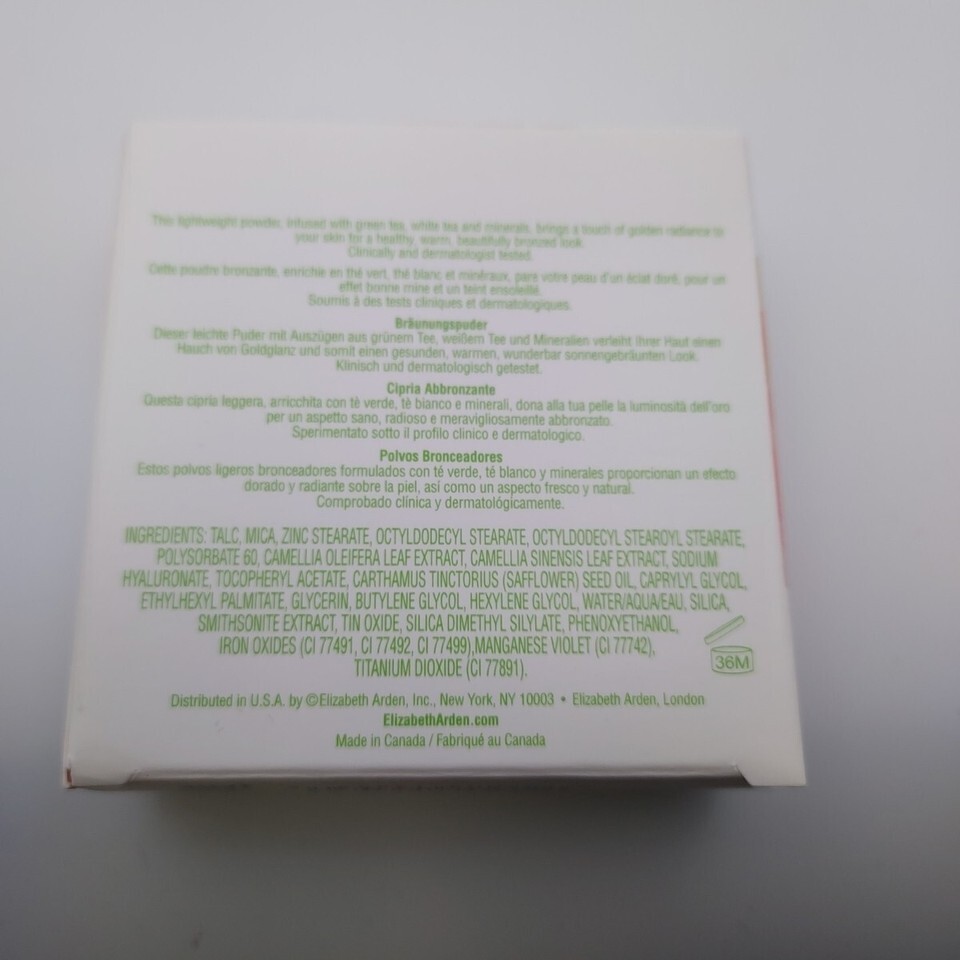 This lightweight powder, infused with green tea, white tea and minerals, brings a touch of golden radiance to
your skin for a healthy, warm, beautifully bronzed look.
Clinically and dermatologist tested.
Cette poudre bronzante, enrichie en thé vert, thé blanc et minéraux, pare votre peau d'un éclat doré, pour un
effet bonne mine et un teint ensoleillé.
Soumis à des tests cliniques et dermatologiques.
Bräunungspuder
Dieser leichte Puder mit Auszügen aus grünem Tee, weißem Tee und Mineralien verleiht Ihrer Haut einen
Hauch von Goldglanz und somit einen gesunden, warmen, wunderbar sonnengebräunten Look.
Klinisch und dermatologisch getestet.
Cipria Abbronzante
Questa cipria leggera, arricchita con tè verde, tè bianco e minerali, dona alla tua pelle la luminosità dell'oro
per un aspetto sano, radioso e meravigliosamente abbronzato.
Sperimentato sotto il profilo clinico e dermatologico.
Polvos Bronceadores
Estos polvos ligeros bronceadores formulados con té verde, té blanco y minerales proporcionan un efecto
dorado y radiante sobre la piel, así como un aspecto fresco y natural.
Comprobado clínica y dermatológicamente.
INGREDIENTS: TALC, MICA, ZINC STEARATE, OCTYLDODECYL STEARATE, OCTYLDODECYL STEAROYL STEARATE,
POLYSORBATE 60, CAMELLIA OLEIFERA LEAF EXTRACT, CAMELLIA SINENSIS LEAF EXTRACT, SODIUM
HYALURONATE, TOCOPHERYL ACETATE, CARTHAMUS TINCTORIUS (SAFFLOWER) SEED OIL, CAPRYLYL GLYCOL,
ETHYLHEXYL PALMITATE, GLYCERIN, BUTYLENE GLYCOL, HEXYLENE GLYCOL, WATER/AQUA/EAU, SILICA,
SMITHSONITE EXTRACT, TIN OXIDE, SILICA DIMETHYL SILYLATE, PHENOXYETHANOL,
IRON OXIDES (CI 77491, CI 77492, CI 77499),MANGANESE VIOLET (CI 77742),
TITANIUM DIOXIDE (CI 77891).
36M
Distributed in U.S.A. by ©Elizabeth Arden, Inc., New York, NY 10003 • Elizabeth Arden, London
ElizabethArden.com
Made in Canada / Fabriqué au Canada